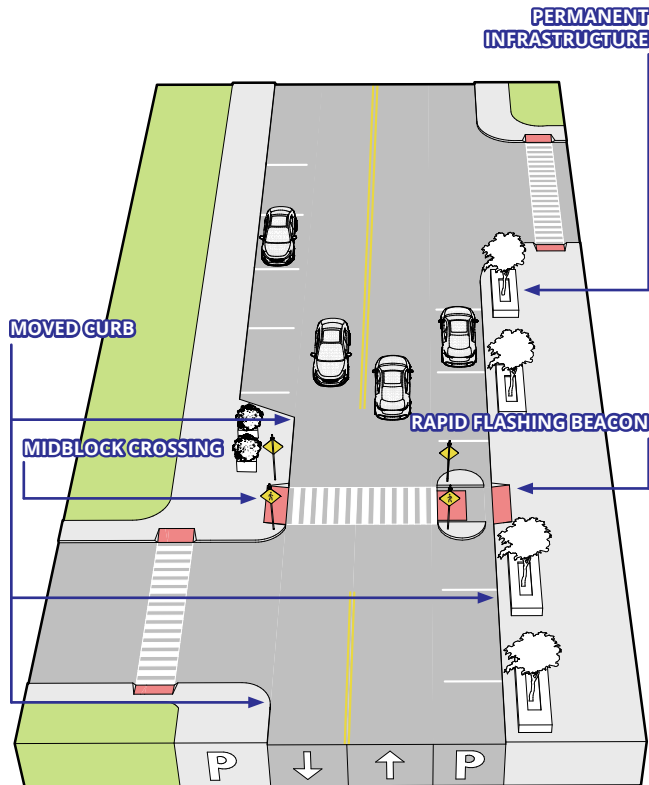 PERMANENT
INFRASTRUCTURE
MOVED CURB
RAPID FLASHING BEACON
MIDBLOCK CROSSING
P
P